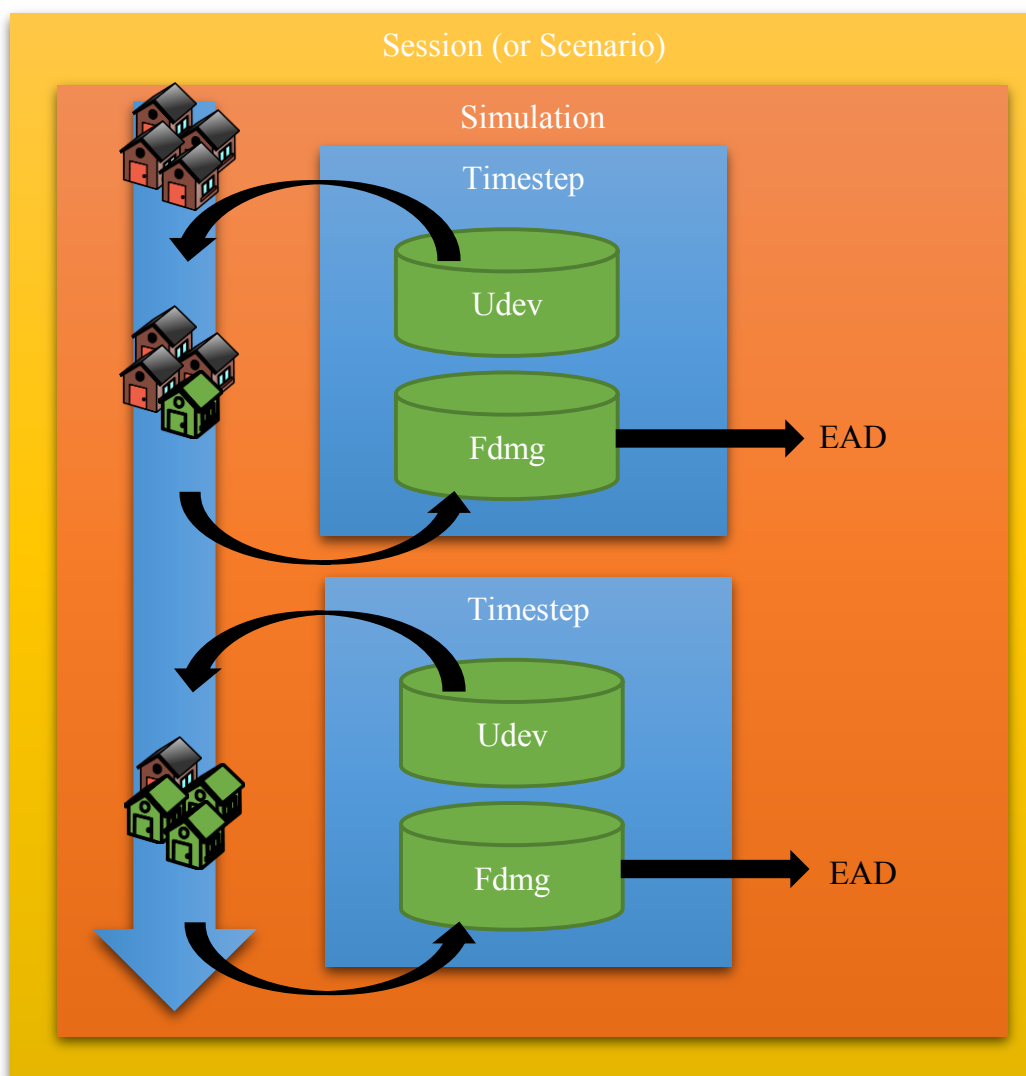 Session (or Scenario)
Simulation
Timestep
Udev
Fdmg
EAD
Timestep
Udev
Fdmg
EAD